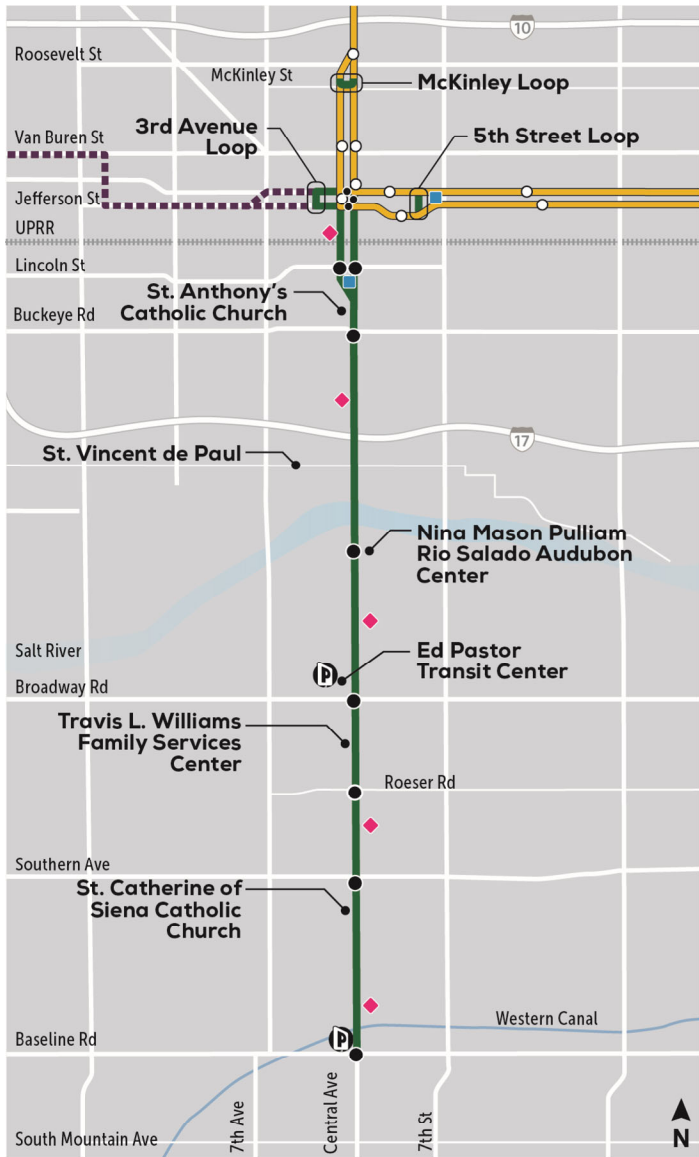 10
Roosevelt St
McKinley St
McKinley Loop
3rd Avenue
Loop
5th Street Loop
Van Buren St
Jefferson St
UPRR
Lincoln St
St. Anthony's
Catholic Church
Buckeye Rd
17
St. Vincent de Paul
Nina Mason Pulliam
Rio Salado Audubon
Center
Salt River
Ed Pastor
Transit Center
P
Broadway Rd
Travis L. Williams
Family Services
Center
Roeser Rd
Southern Ave
St. Catherine of
Siena Catholic
Church
Western Canal
Baseline Rd
P
7th Ave
Central Ave
7th St
N
South Mountain Ave